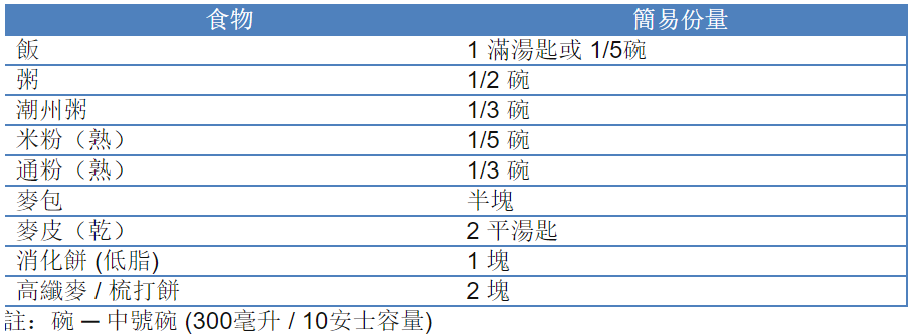 食物 簡易份量
飯 1 滿湯匙或 1/5碗
粥 1/2 碗
潮州粥 1/3 碗
米粉（熟） 1/5 碗
通粉（熟） 1/3 碗
麥包 半塊
麥皮（乾） 2 平湯匙
消化餅 (低脂) 1 塊
高纖麥 / 梳打餅 2 塊
註：碗 ─ 中號碗 (300毫升 / 10安士容量)